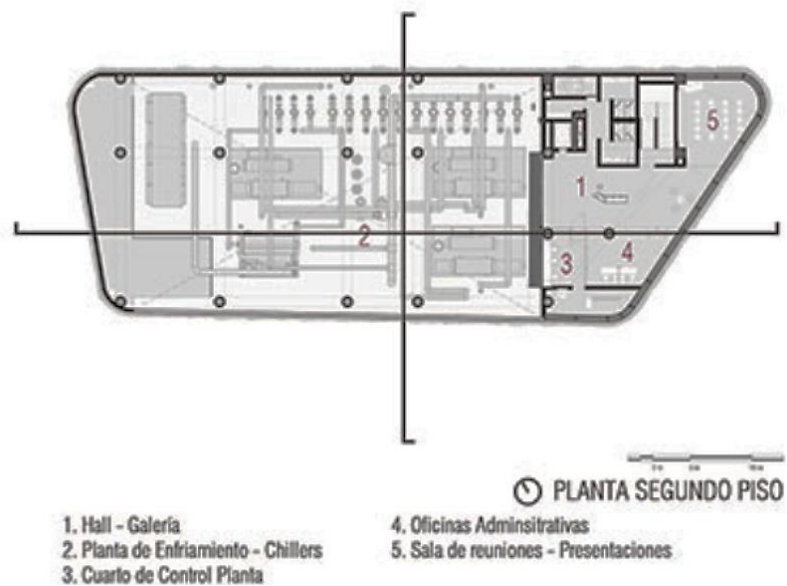 5
1
2
3
4
PLANTA SEGUNDO PISO
1. Hall - Galería
2. Planta de Enfriamiento - Chillers
3. Cuarto de Control Planta
4. Oficinas Adminsitrativas
5. Sala de reuniones - Presentaciones